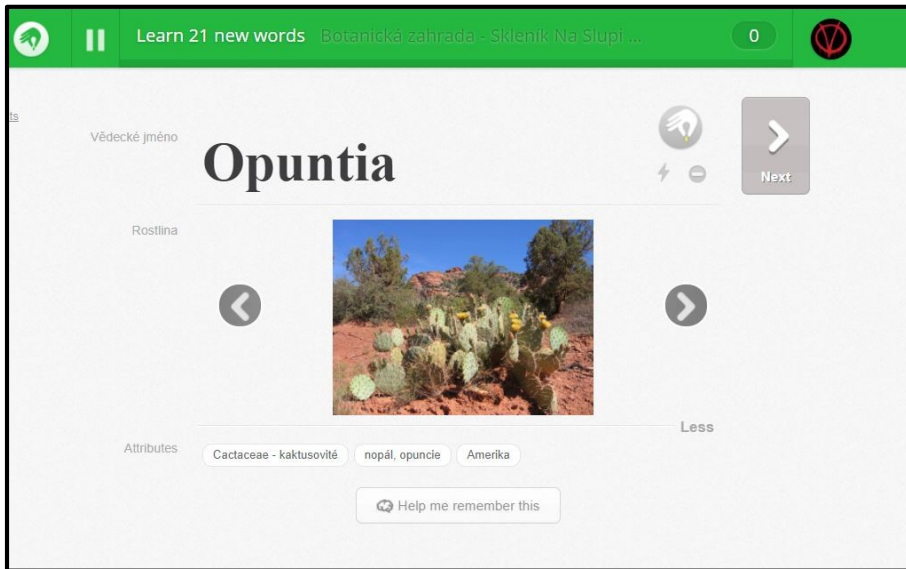 Learn 21 new words Botanická zahrada - Skleník Na Slupi ... 0
ts
Vědecké jméno
Opuntia
Next
Rostlina
Less
Attributes
Cactaceae - kaktusovité nopál, opuncie Amerika
Help me remember this